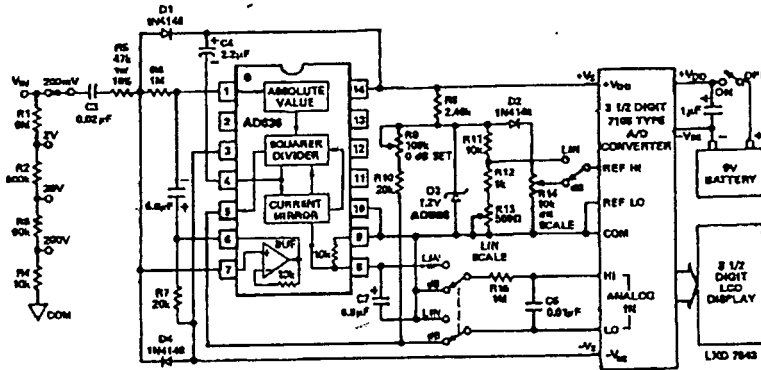 D1
1N4148
VIN
200mV
C3
0.02µF
R5
47k
1W
10%
R6
1M
C4
2.2µF
R1
9M
2V
R2
900k
20V
R3
90k
200V
R4
10k
COM
6.8µF
R7
20k
D4
1N4148
1
2
3
4
5
6
7
14
13
12
11
10
9
8
ABSOLUTE
VALUE
AD636
SQUARER
DIVIDER
CURRENT
MIRROR
BUF
10k
10k
C7
6.8µF
R9
100k
0 dB SET
R10
20k
R8
2.49k
D3
1.2V
AD589
D2
1N4148
R11
10k
R12
1k
R13
500Ω
LIN
SCALE
LIN
dB
R14
10k
dB
SCALE
LIN
dB
LIN
dB
R15
1M
C6
0.01µF
+VS
-VS
+VDD
3 1/2 DIGIT
7106 TYPE
A/D
CONVERTER
REF HI
REF LO
COM
HI
ANALOG
IN
LO
-VSS
+VDD
ON
OFF
1µF
-VSS
9V
BATTERY
3 1/2
DIGIT
LCD
DISPLAY
LXD 7543